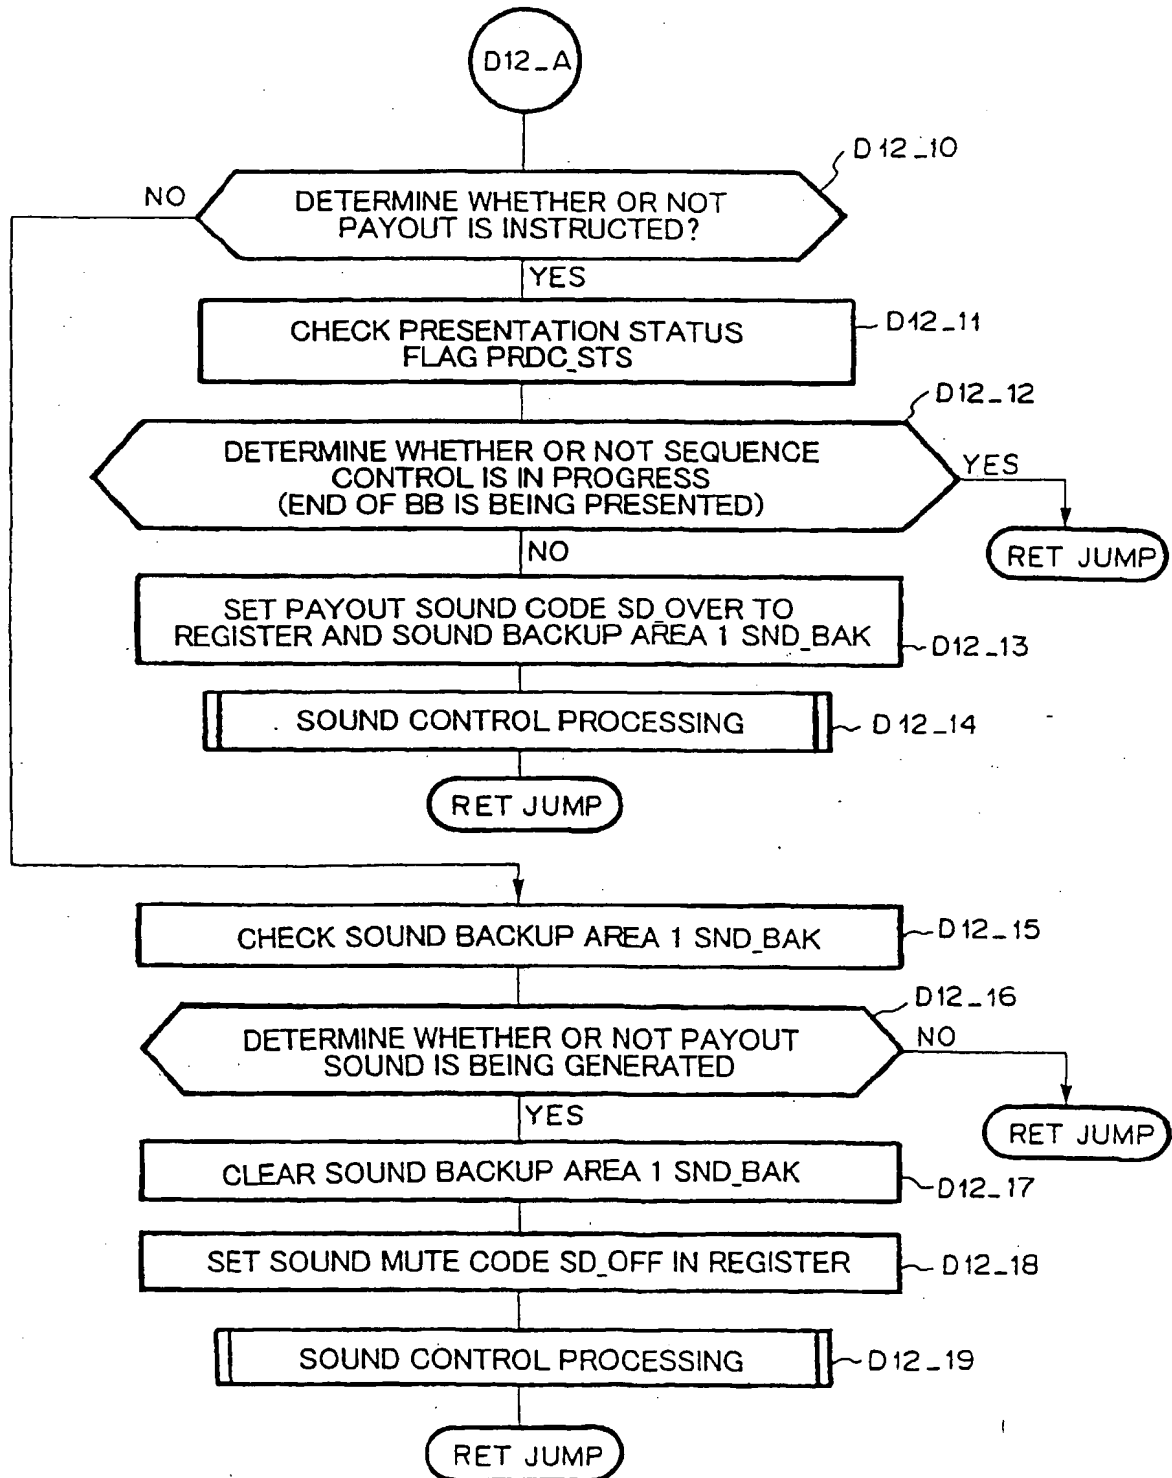 D12_A
D12_10
NO
DETERMINE WHETHER OR NOT
PAYOUT IS INSTRUCTED?
YES
CHECK PRESENTATION STATUS
FLAG PRDC_STS
D12_11
D12_12
DETERMINE WHETHER OR NOT SEQUENCE
CONTROL IS IN PROGRESS
(END OF BB IS BEING PRESENTED)
YES
RET JUMP
NO
SET PAYOUT SOUND CODE SD_OVER TO
REGISTER AND SOUND BACKUP AREA 1 SND_BAK
D12_13
SOUND CONTROL PROCESSING
D12_14
RET JUMP
CHECK SOUND BACKUP AREA 1 SND_BAK
D12_15
D12_16
DETERMINE WHETHER OR NOT PAYOUT
SOUND IS BEING GENERATED
NO
RET JUMP
YES
CLEAR SOUND BACKUP AREA 1 SND_BAK
D12_17
SET SOUND MUTE CODE SD_OFF IN REGISTER
D12_18
SOUND CONTROL PROCESSING
D12_19
RET JUMP